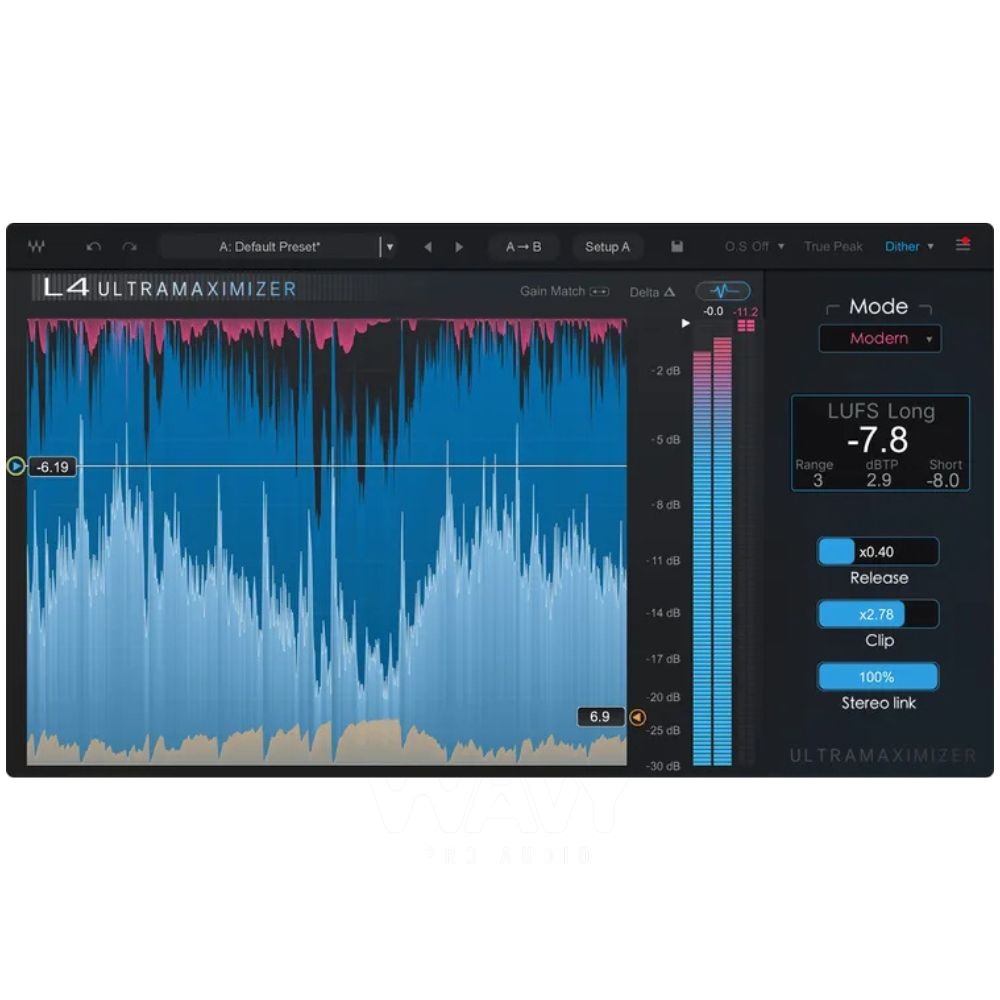 A: Default Preset*
A→B
Setup A
O.S Off
True Peak
Dither
L4 ULTRAMAXIMIZER
Gain Match
Delta Δ
-0.0 -11.2
Mode
Modern
-2 dB
-5 dB
-8 dB
-11 dB
-14 dB
-17 dB
-20 dB
-25 dB
-30 dB
-6.19
6.9
LUFS Long
-7.8
Range dBTP Short
3 2.9 -8.0
x0.40
Release
x2.78
Clip
100%
Stereo link
ULTRAMAXIMIZER
WAVY
PRO AUDIO